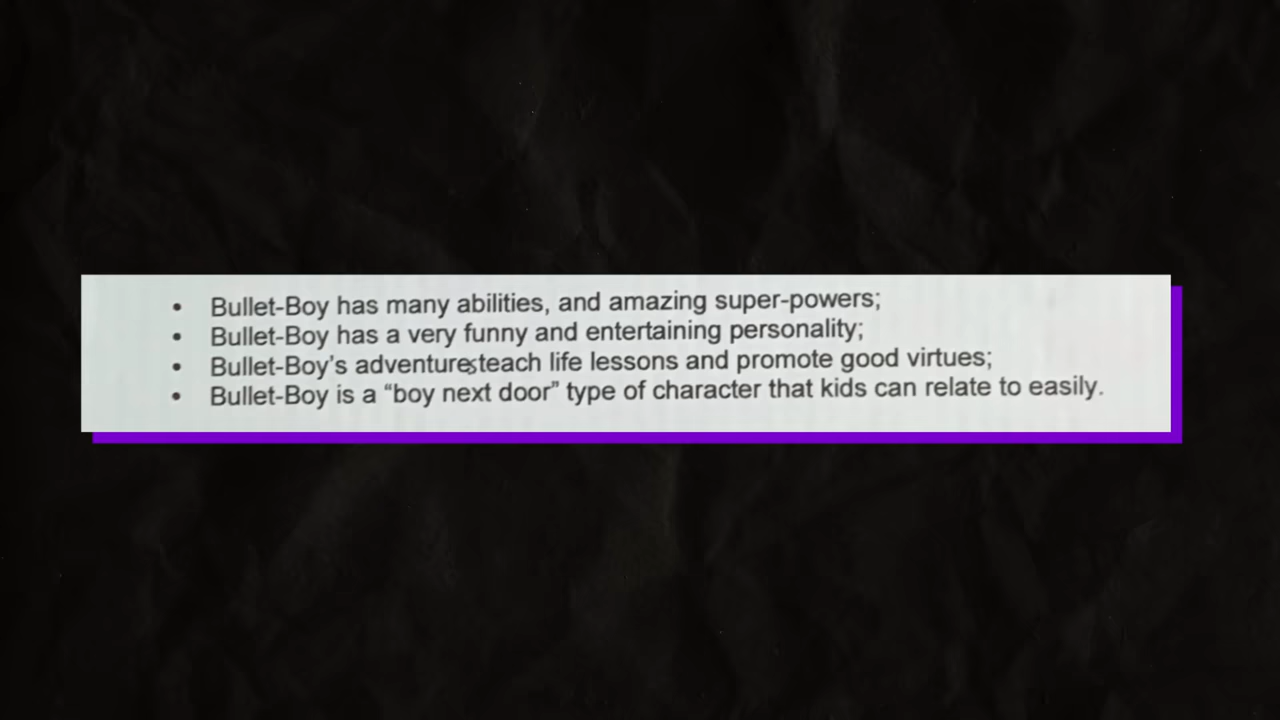 • Bullet-Boy has many abilities, and amazing super-powers;
• Bullet-Boy has a very funny and entertaining personality;
• Bullet-Boy's adventuresteach life lessons and promote good virtues;
• Bullet-Boy is a “boy next door” type of character that kids can relate to easily.